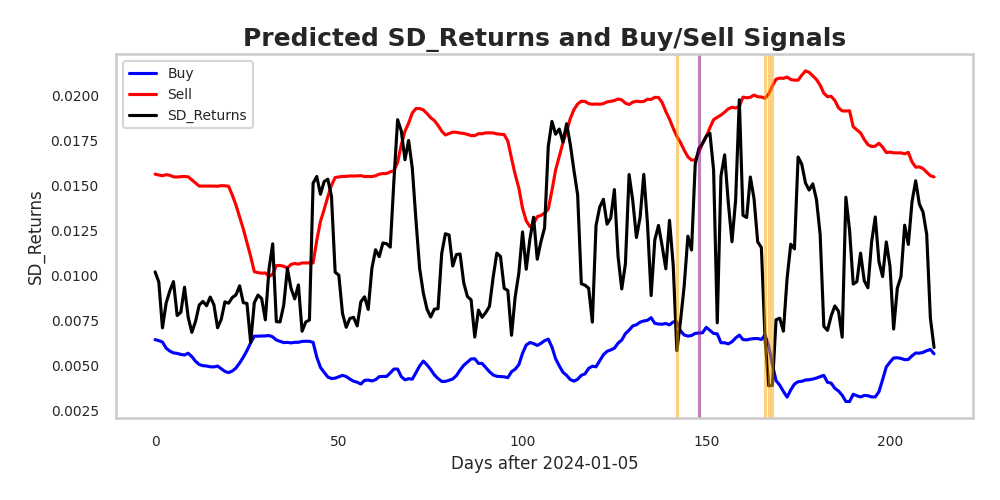 Predicted SD_Returns and Buy/Sell Signals
Buy
Sell
SD_Returns
SD_Returns
0.0200
0.0175
0.0150
0.0125
0.0100
0.0075
0.0050
0.0025
0
50
100
150
200
Days after 2024-01-05